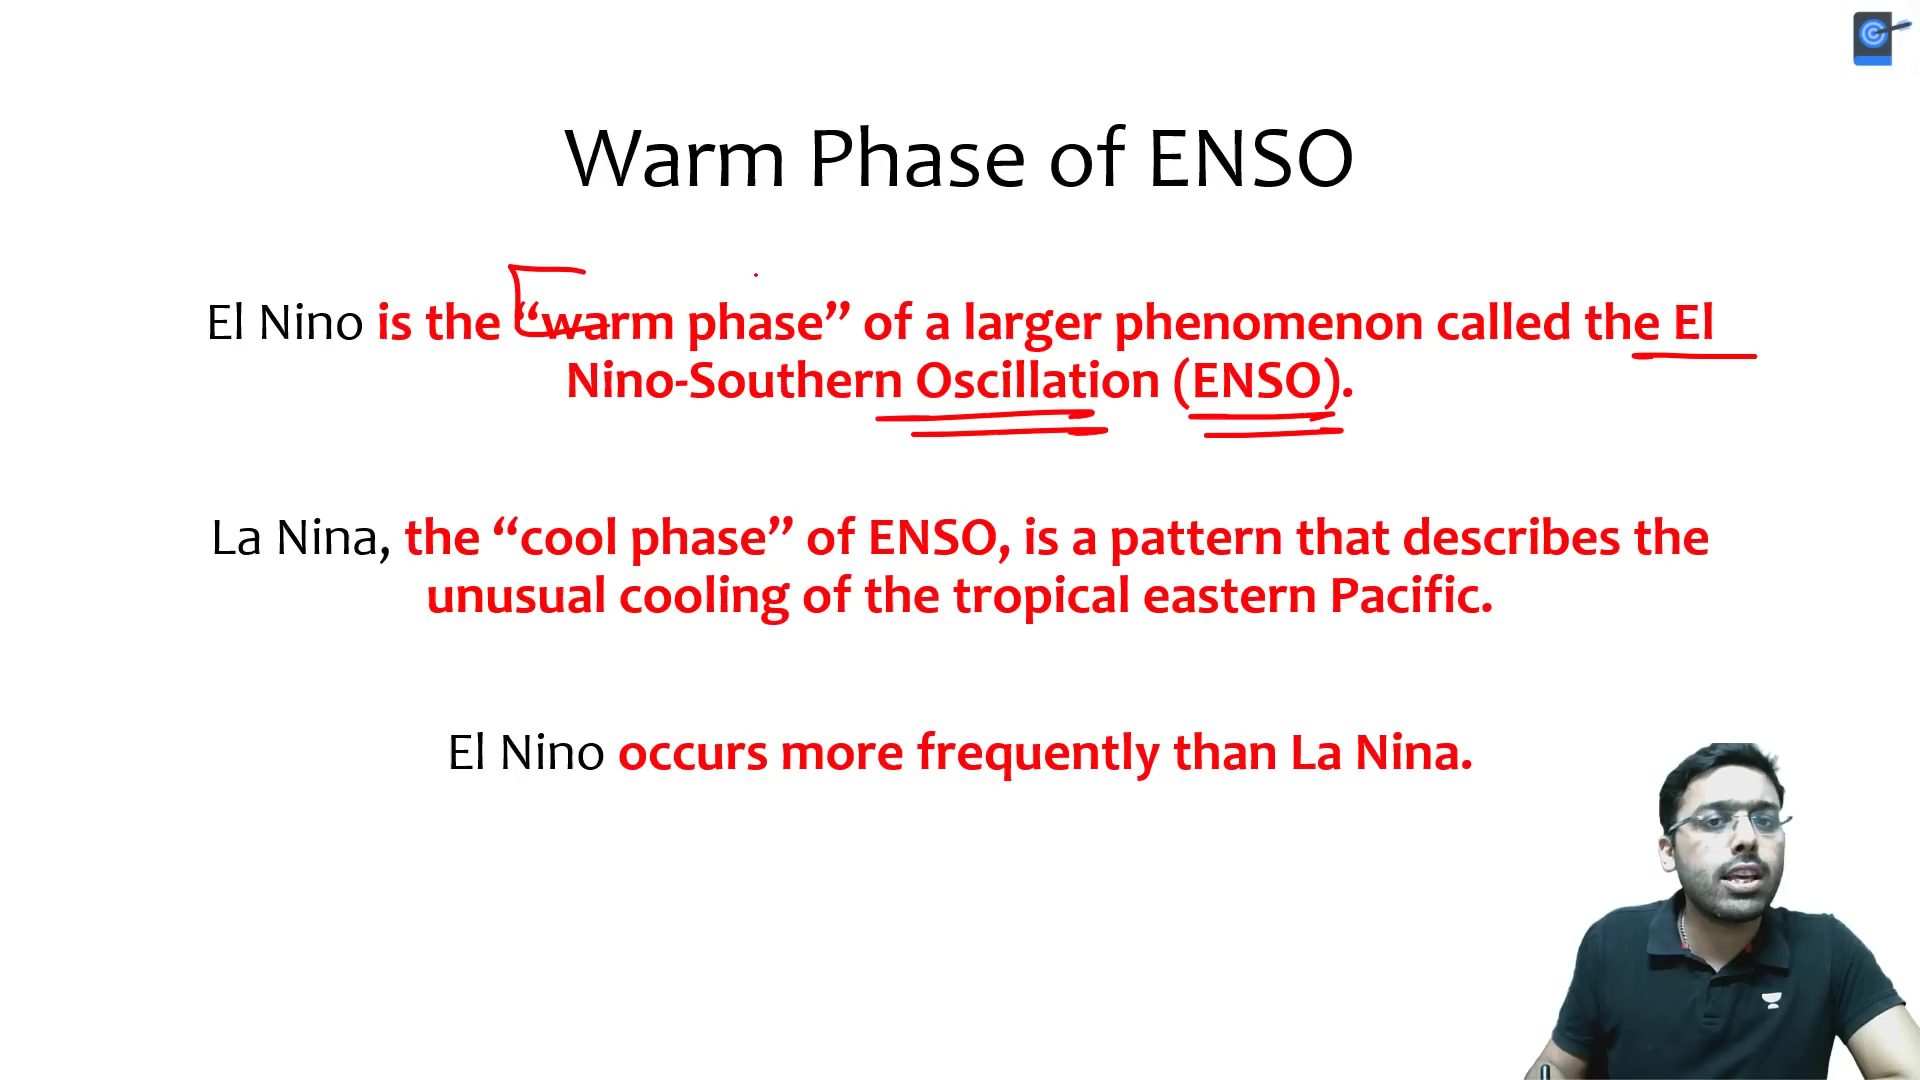 Warm Phase of ENSO
El Nino is the “warm phase” of a larger phenomenon called the El
Nino-Southern Oscillation (ENSO).
La Nina, the “cool phase” of ENSO, is a pattern that describes the
unusual cooling of the tropical eastern Pacific.
El Nino occurs more frequently than La Nina.